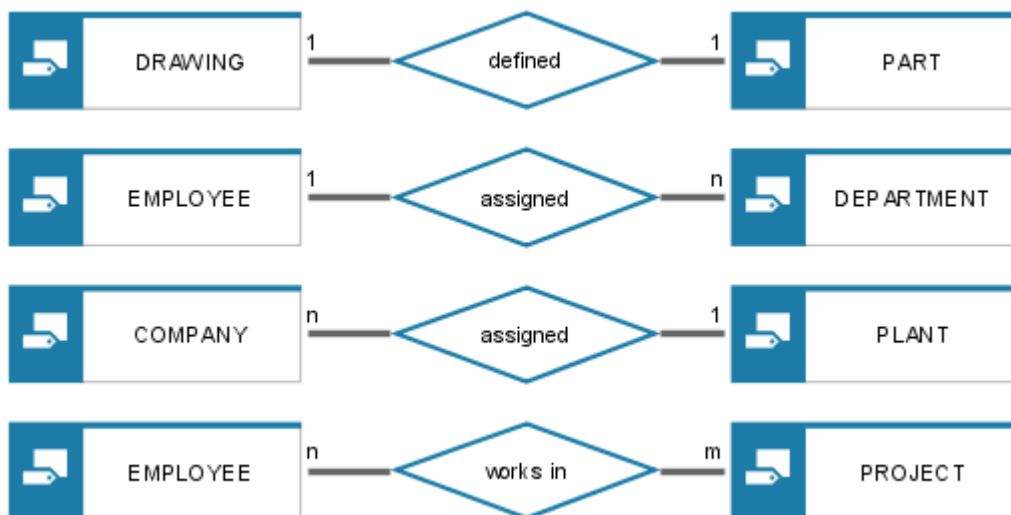 DRAWING 1 defined 1 PART
EMPLOYEE 1 assigned n DEPARTMENT
COMPANY n assigned 1 PLANT
EMPLOYEE n works in m PROJECT